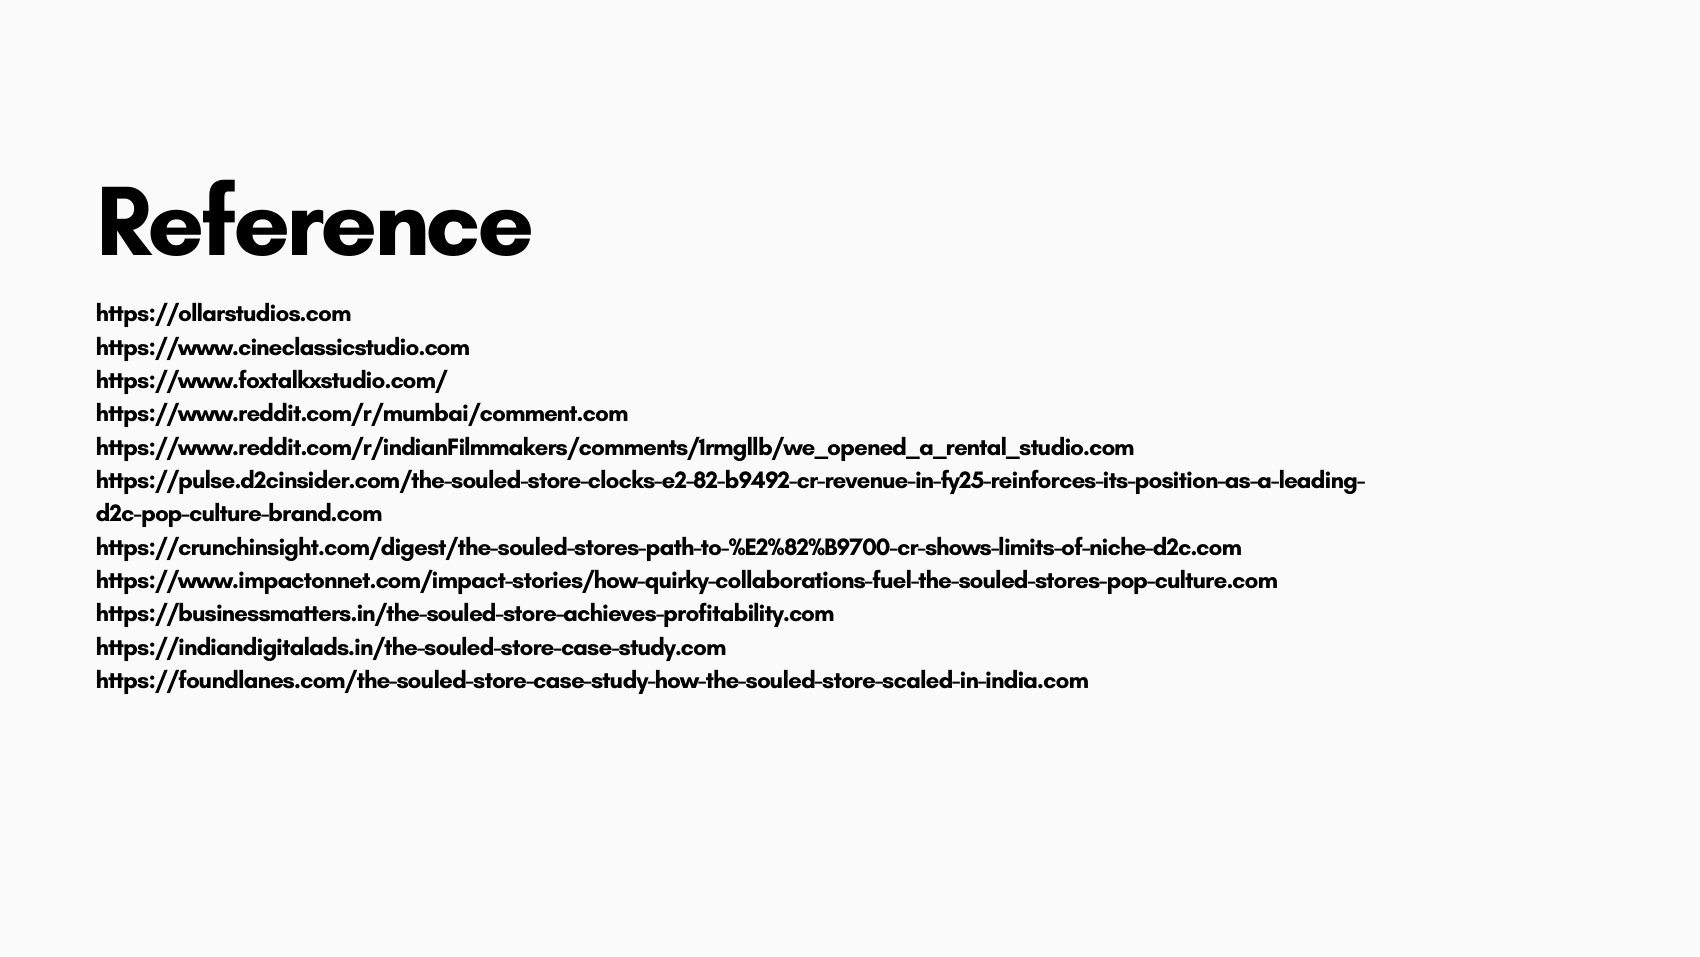 Reference
https://ollarstudios.com
https://www.cineclassicstudio.com
https://www.foxtalkxstudio.com/
https://www.reddit.com/r/mumbai/comment.com
https://www.reddit.com/r/indianFilmmakers/comments/1rmgllb/we_opened_a_rental_studio.com
https://pulse.d2cinsider.com/the-souled-store-clocks-e2-82-b9492-cr-revenue-in-fy25-reinforces-its-position-as-a-leading-
d2c-pop-culture-brand.com
https://crunchinsight.com/digest/the-souled-stores-path-to-%E2%82%B9700-cr-shows-limits-of-niche-d2c.com
https://www.impactonnet.com/impact-stories/how-quirky-collaborations-fuel-the-souled-stores-pop-culture.com
https://businessmatters.in/the-souled-store-achieves-profitability.com
https://indiandigitalads.in/the-souled-store-case-study.com
https://foundlanes.com/the-souled-store-case-study-how-the-souled-store-scaled-in-india.com